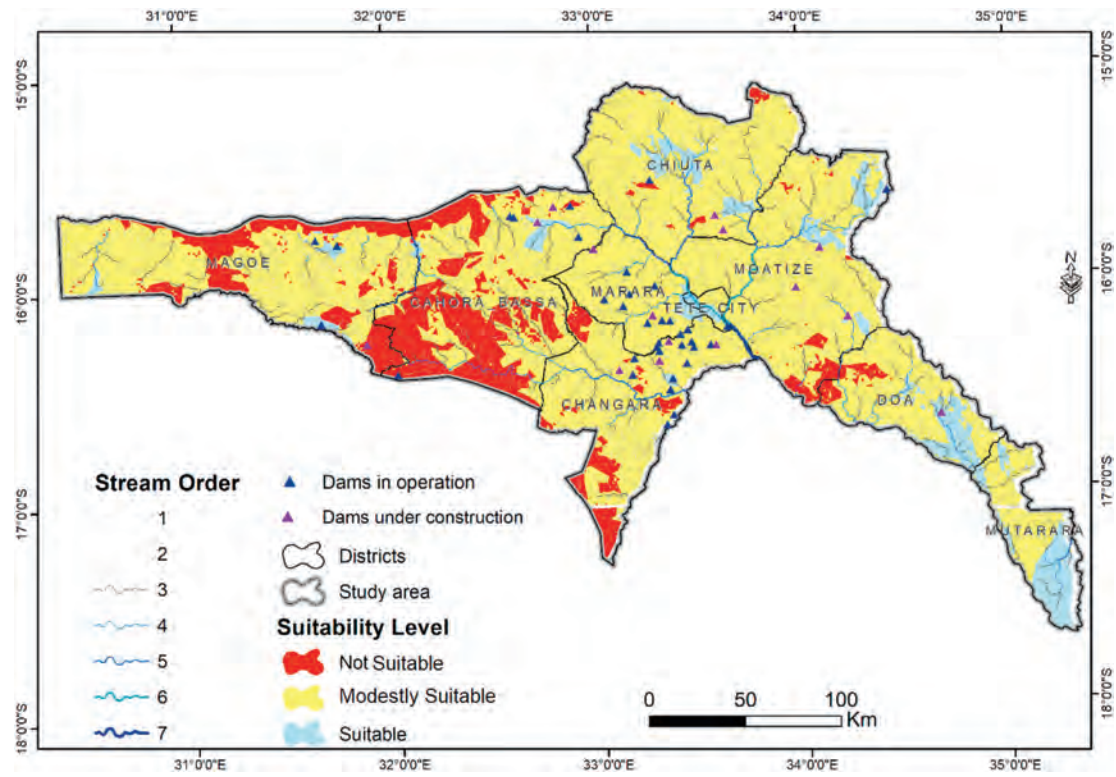 31°0'0"E 32°0'0"E 33°0'0"E 34°0'0"E 35°0'0"E
15°0'0"S
15°0'0"S
CHIUTA
MAGOE
MOATIZE
16°0'0"S
16°0'0"S
N
CAHORA BASSA
MARARA
TETE CITY
CHANGARA
DOA
17°0'0"S
17°0'0"S
MUTARARA
Stream Order
1
2
3
4
5
6
7
Dams in operation
Dams under construction
Districts
Study area
Suitability Level
Not Suitable
Modestly Suitable
Suitable
0 50 100
Km
18°0'0"S
18°0'0"S
31°0'0"E 32°0'0"E 33°0'0"E 34°0'0"E 35°0'0"E